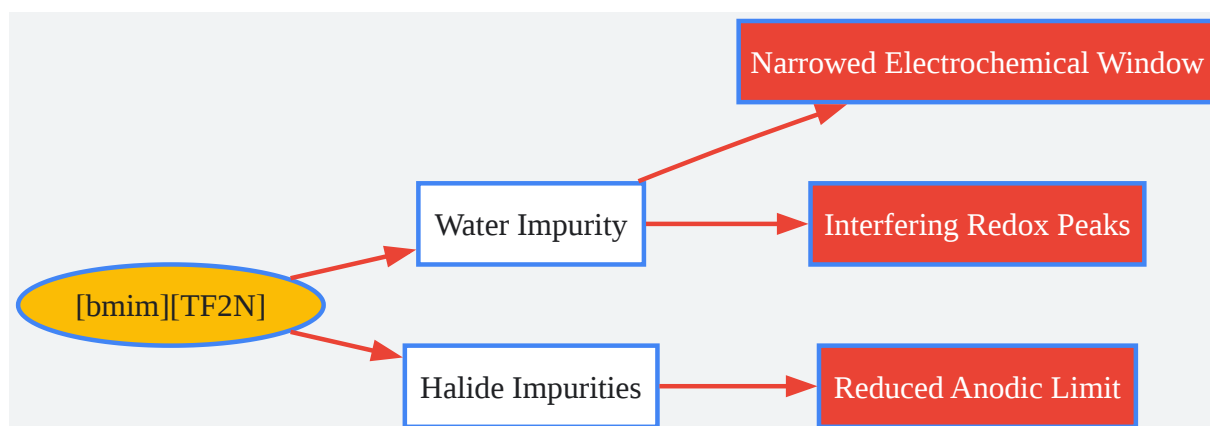 Narrowed Electrochemical Window
Water Impurity
Interfering Redox Peaks
[bmim][TF2N]
Halide Impurities
Reduced Anodic Limit